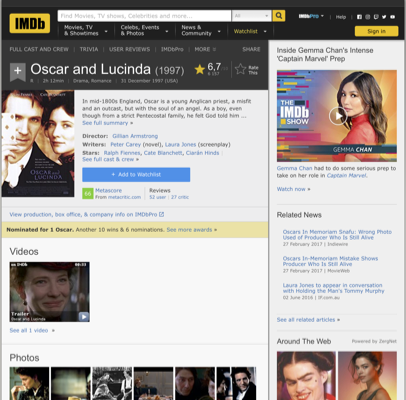 IMDb
Find Movies, TV shows, Celebrities and more...
All
IMDbPro
Help
Movies, TV
& Showtimes
Celebs, Events
& Photos
News &
Community
Watchlist
Sign in
FULL CAST AND CREW | TRIVIA | USER REVIEWS | IMDbPro | MORE
SHARE
Oscar and Lucinda (1997)
R | 2h 12min | Drama, Romance | 31 December 1997 (USA)
6,7
Rate
This
In mid-1800s England, Oscar is a young Anglican priest, a misfit
and an outcast, but with the soul of an angel. As a boy, even
though from a strict Pentecostal family, he felt God told him ...
See full summary »
Director: Gillian Armstrong
Writers: Peter Carey (novel), Laura Jones (screenplay)
Stars: Ralph Fiennes, Cate Blanchett, Ciarán Hinds
See full cast & crew »
+ Add to Watchlist
Metascore
From metacritic.com
Reviews
52 user | 27 critic
OSCAR AND
LUCINDA
View production, box office, & company info on IMDbPro
Nominated for 1 Oscar. Another 10 wins & 6 nominations. See more awards »
Videos
00:33
Trailer
Oscar and Lucinda
See all 1 video »
Photos
Inside Gemma Chan's Intense
'Captain Marvel' Prep
THE
IMDb
SHOW
GEMMA CHAN
Gemma Chan had to do some serious prep to
take on her role in Captain Marvel.
Watch now »
Related News
Oscars In Memoriam Snafu: Wrong Photo
Used of Producer Who Is Still Alive
27 February 2017 | Indiewire
Oscars In-Memoriam Mistake Shows
Producer Who Is Still Alive
27 February 2017 | MovieWeb
Laura Jones to appear in conversation
with Holding the Man's Tommy Murphy
02 June 2016 | IF.com.au
See all related articles »
Around The Web
Powered by ZergNet